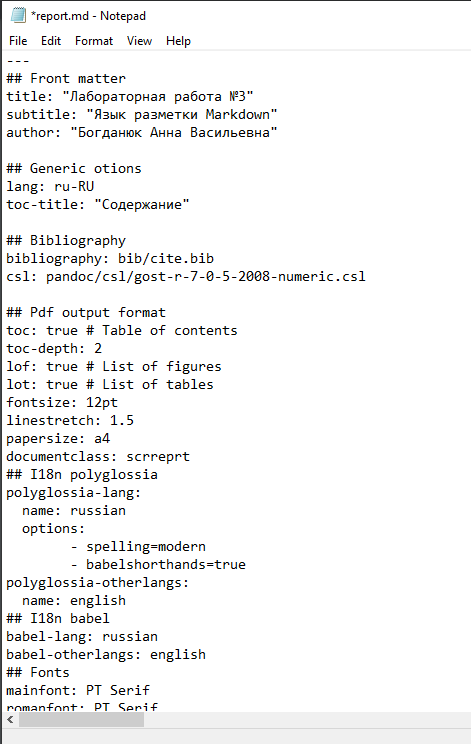 *report.md - Notepad
File Edit Format View Help
---
## Front matter
title: "Лабораторная работа №3"
subtitle: "Язык разметки Markdown"
author: "Богданюк Анна Васильевна"

## Generic otions
lang: ru-RU
toc-title: "Содержание"

## Bibliography
bibliography: bib/cite.bib
csl: pandoc/csl/gost-r-7-0-5-2008-numeric.csl

## Pdf output format
toc: true # Table of contents
toc-depth: 2
lof: true # List of figures
lot: true # List of tables
fontsize: 12pt
linestretch: 1.5
papersize: a4
documentclass: scrreprt
## I18n polyglossia
polyglossia-lang:
  name: russian
  options:
        - spelling=modern
        - babelshorthands=true
polyglossia-otherlangs:
  name: english
## I18n babel
babel-lang: russian
babel-otherlangs: english
## Fonts
mainfont: PT Serif
romanfont: PT Serif